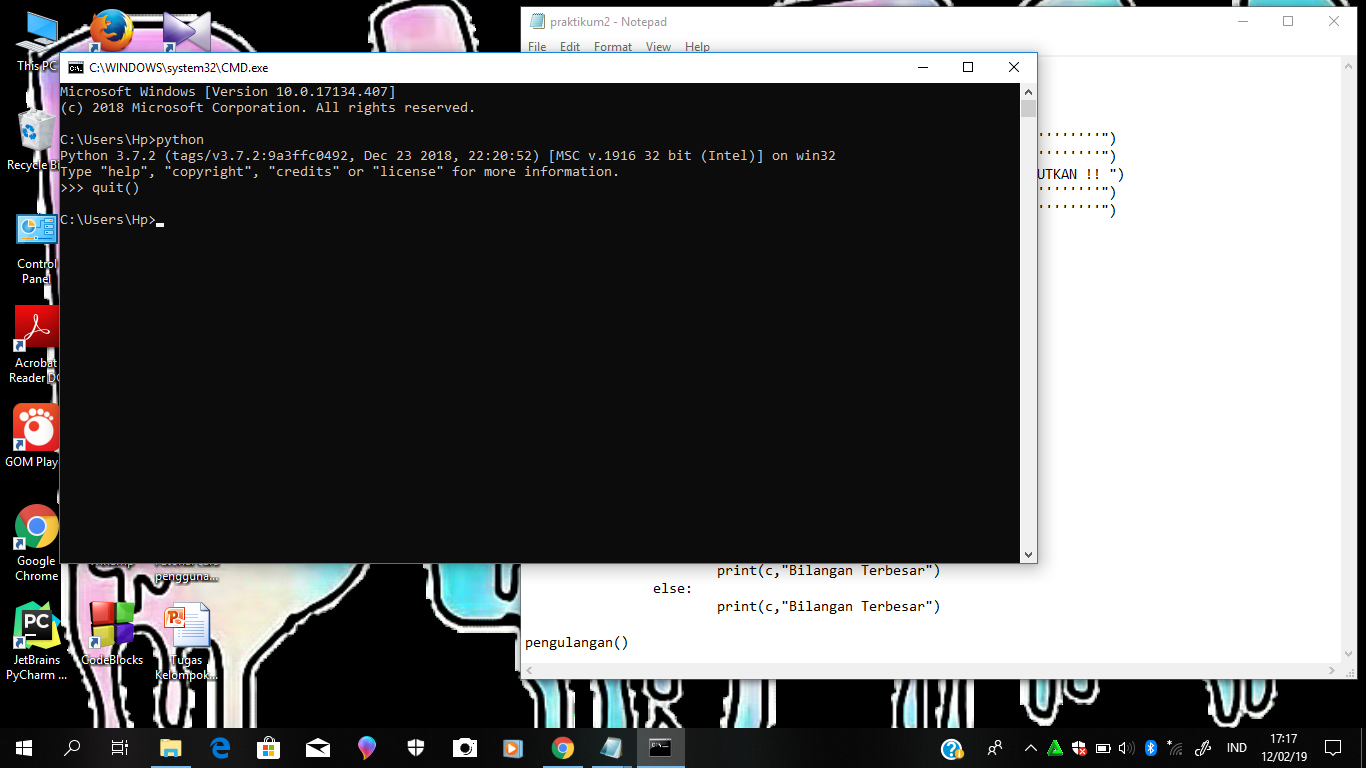 This PC
Recycle Bi
Control
Panel
Acrobat
Reader DC
GOM Play
Google
Chrome
JetBrains
PyCharm ...
CodeBlocks
pengguna...
Tugas
Kelompok...
praktikum2 - Notepad
File Edit Format View Help
C:\WINDOWS\system32\CMD.exe
Microsoft Windows [Version 10.0.17134.407]
(c) 2018 Microsoft Corporation. All rights reserved.
C:\Users\Hp>python
Python 3.7.2 (tags/v3.7.2:9a3ffc0492, Dec 23 2018, 22:20:52) [MSC v.1916 32 bit (Intel)] on win32
Type "help", "copyright", "credits" or "license" for more information.
>>> quit()
C:\Users\Hp>
''''''''")
''''''''")
UTKAN !! ")
''''''''")
''''''''")
print(c,"Bilangan Terbesar")
else:
print(c,"Bilangan Terbesar")
pengulangan()
IND
17:17
12/02/19